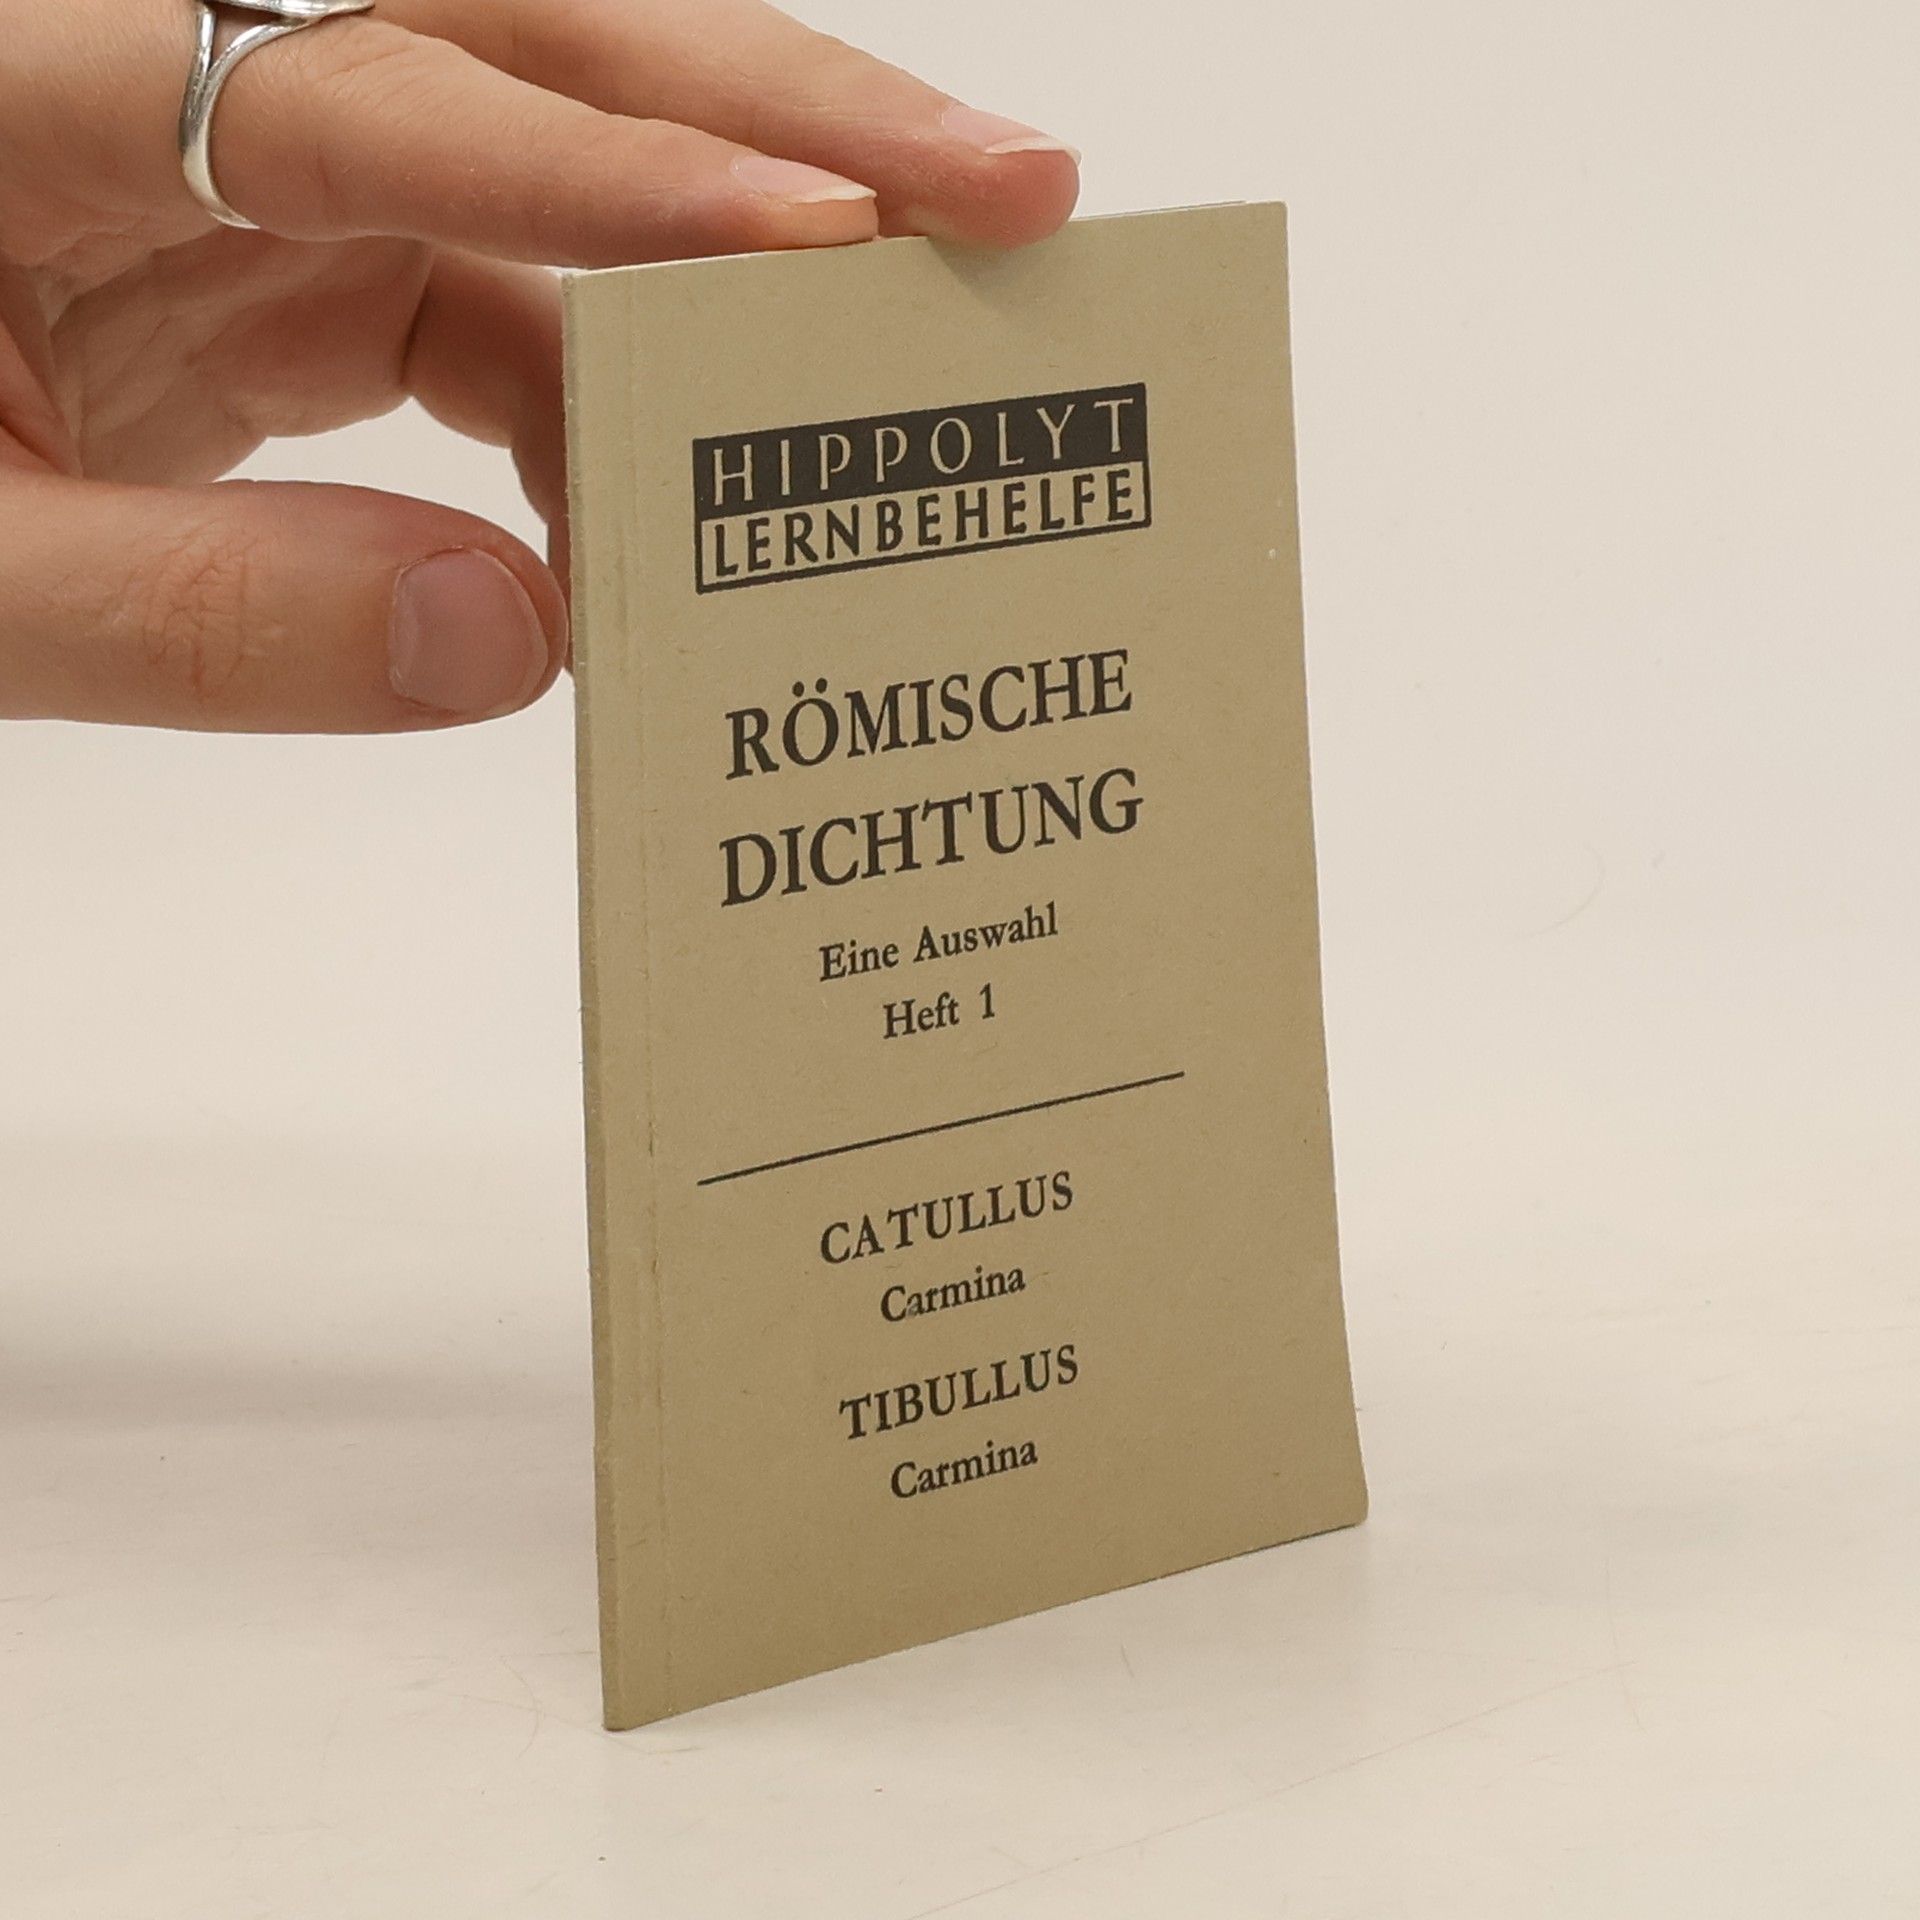 HIPPOLYT
LERNBEHELFE
RÖMISCHE
DICHTUNG
Eine Auswahl
Heft 1
CATULLUS
Carmina
TIBULLUS
Carmina